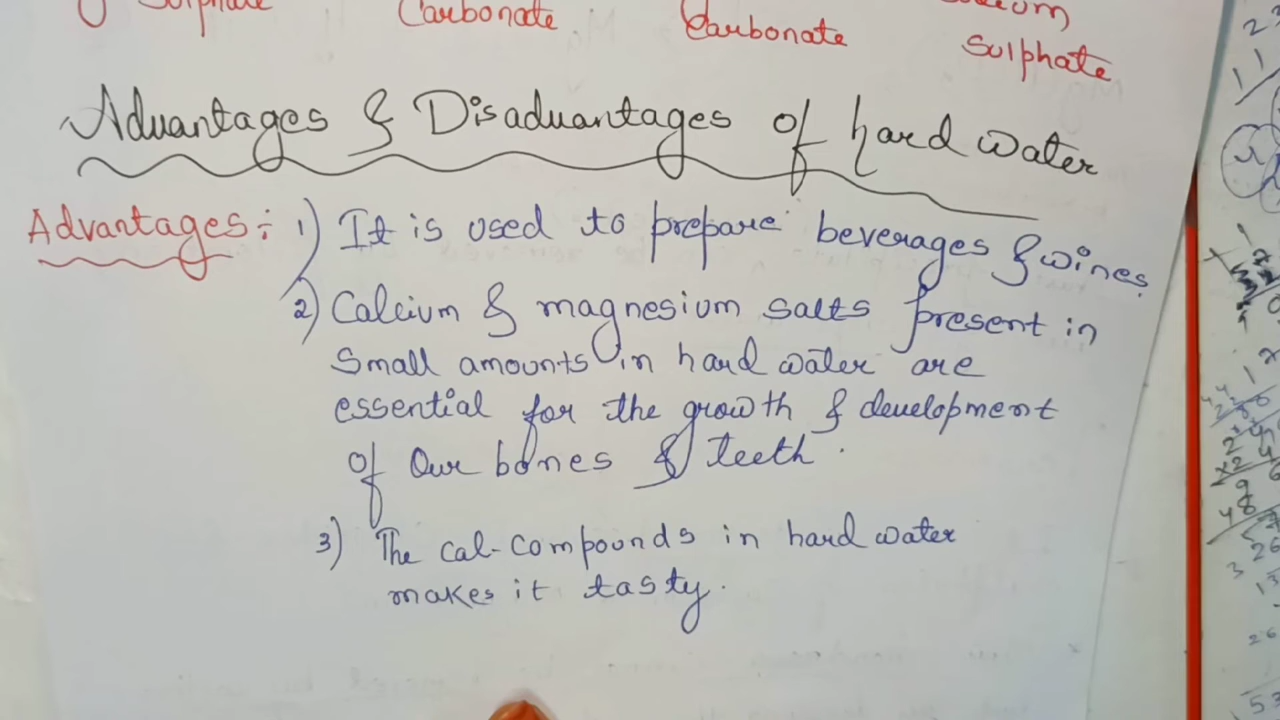 Sulphate Carbonate Carbonate Sulphate
Advantages & Disadvantages of hard water
Advantages :- 1) It is used to prepare beverages & wines.
2) Calcium & magnesium salts present in
Small amounts in hard water are
essential for the growth & development
of Our bones & teeth.
3) The cal-compounds in hard water
makes it tasty.